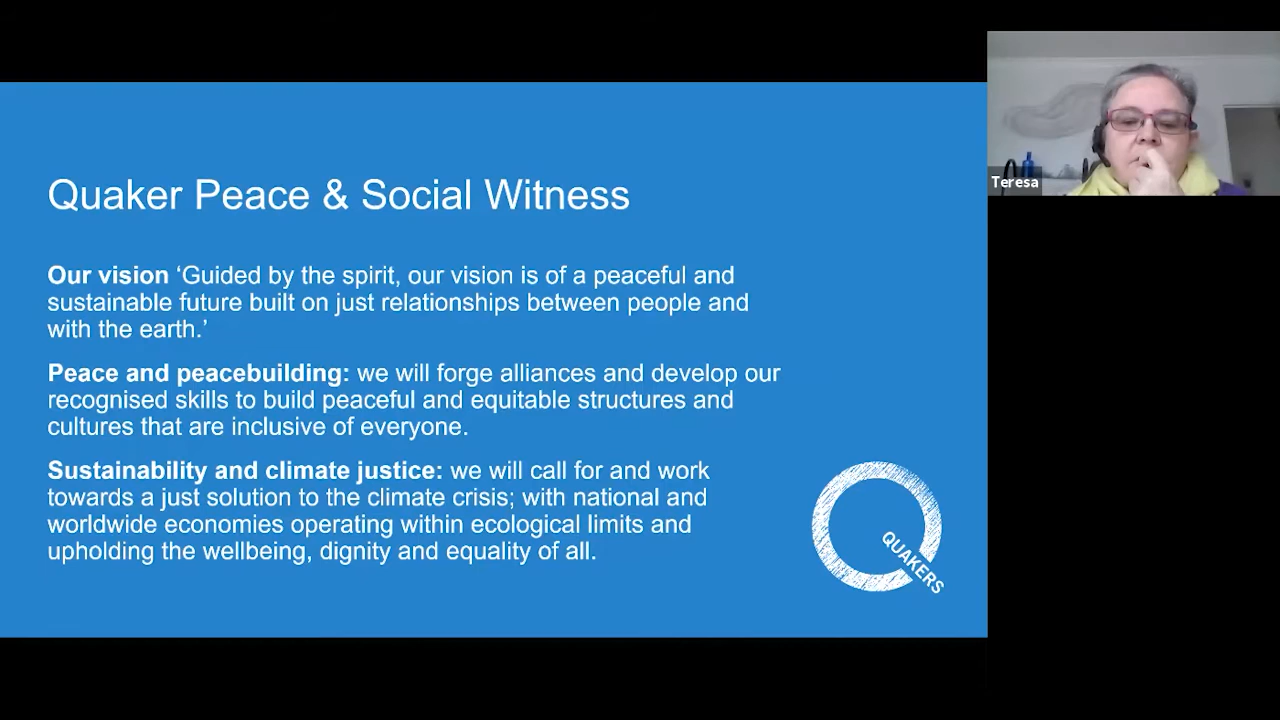 Quaker Peace & Social Witness
Our vision ‘Guided by the spirit, our vision is of a peaceful and
sustainable future built on just relationships between people and
with the earth.’
Peace and peacebuilding: we will forge alliances and develop our
recognised skills to build peaceful and equitable structures and
cultures that are inclusive of everyone.
Sustainability and climate justice: we will call for and work
towards a just solution to the climate crisis; with national and
worldwide economies operating within ecological limits and
upholding the wellbeing, dignity and equality of all.
QUAKERS
Teresa